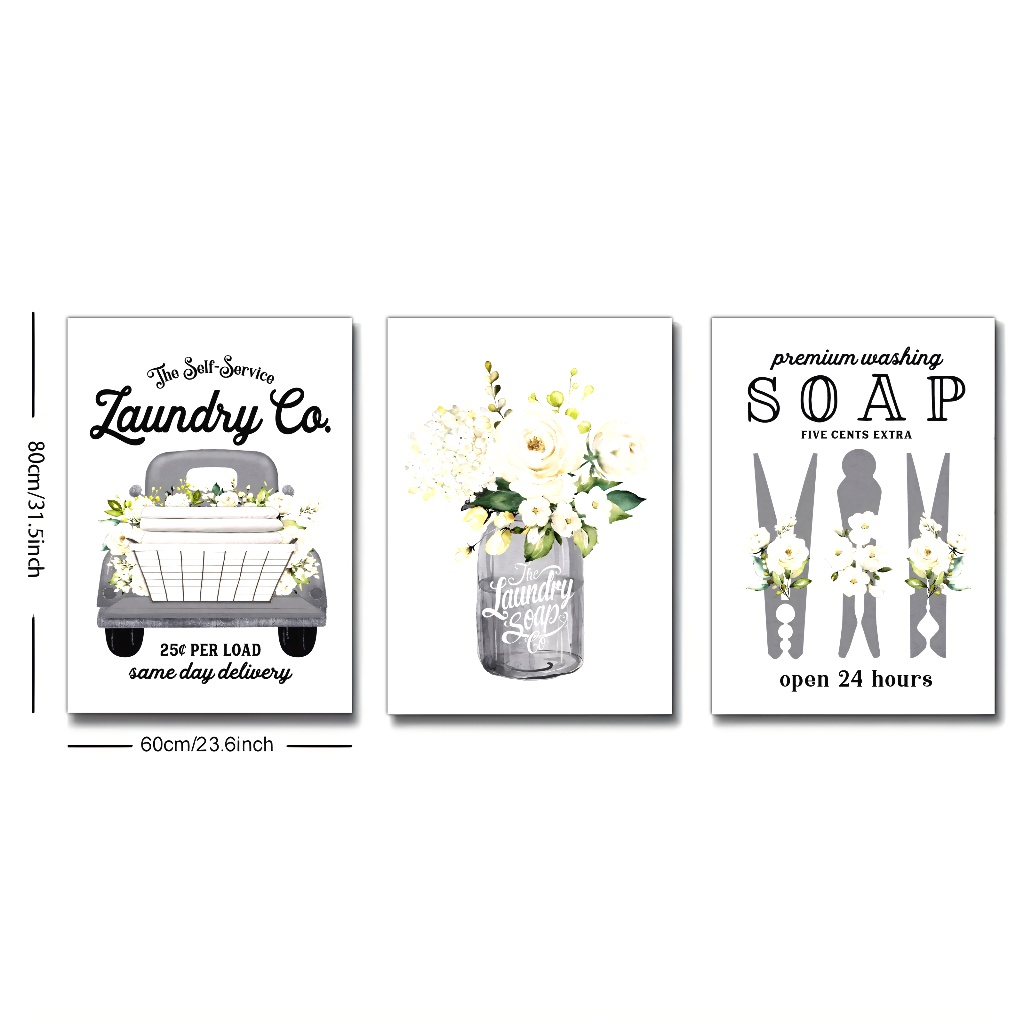 80cm/31.5inch
The Self-Service
Laundry Co.
25¢ PER LOAD
same day delivery
60cm/23.6inch
The
Laundry
Soap
Co
premium washing
SOAP
FIVE CENTS EXTRA
open 24 hours